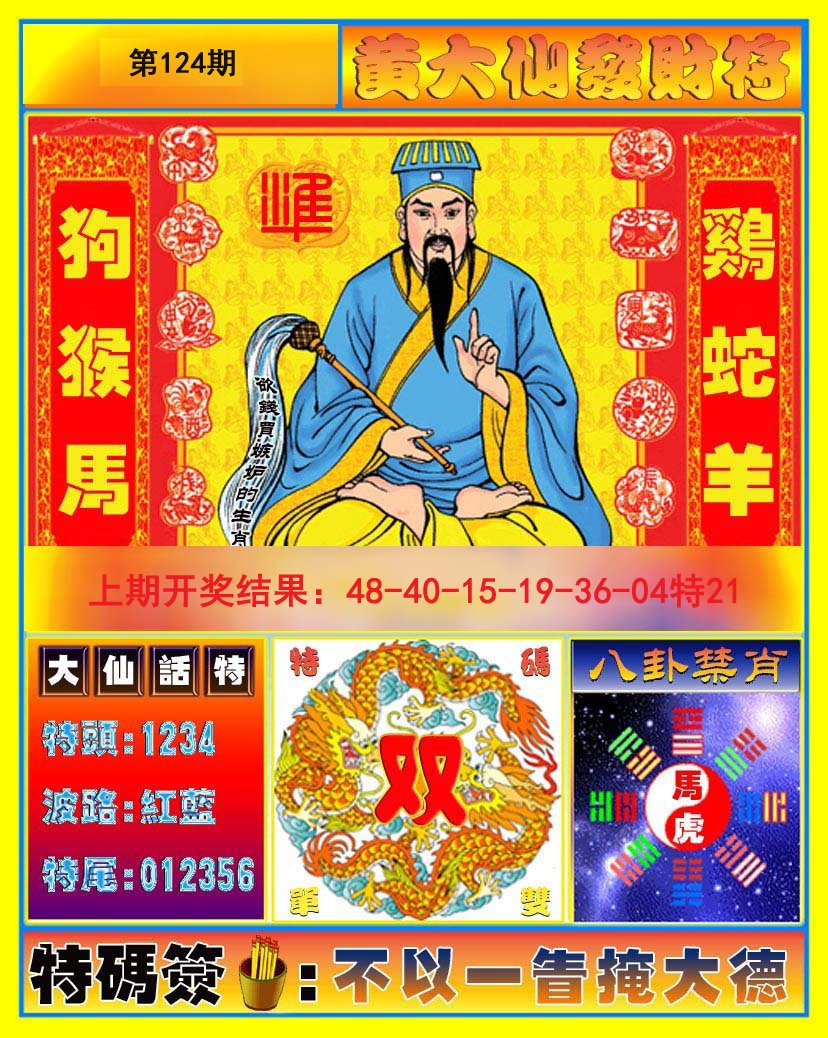 第124期
黃大仙發財符
狗猴馬
鷄蛇羊
欲錢買嫉妒的生肖
上期开奖结果：48-40-15-19-36-04特21
大仙話特
特頭:1234
波路:紅藍
特尾:012356
特碼
双
單雙
八卦禁肖
馬
虎
特碼簽:不以一眚掩大德